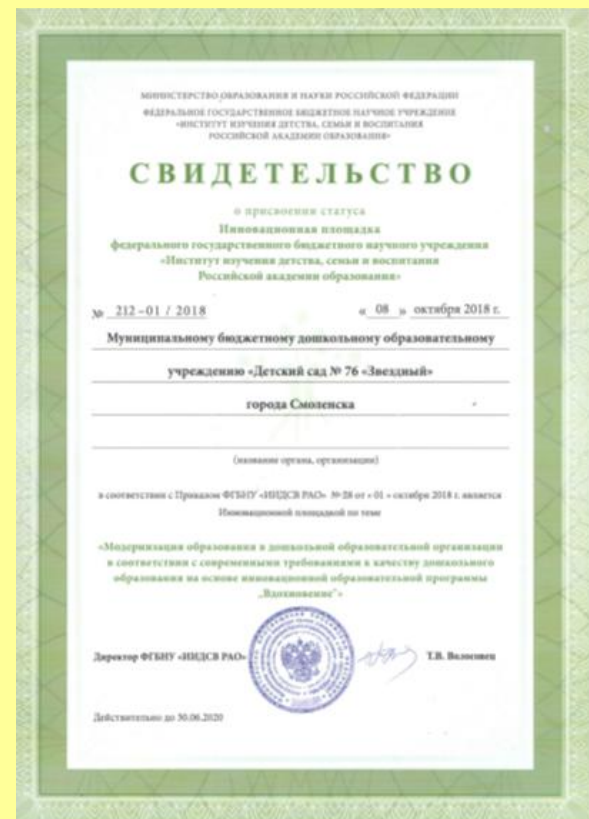 МИНИСТЕРСТВО ОБРАЗОВАНИЯ И НАУКИ РОССИЙСКОЙ ФЕДЕРАЦИИ
ФЕДЕРАЛЬНОЕ ГОСУДАРСТВЕННОЕ БЮДЖЕТНОЕ НАУЧНОЕ УЧРЕЖДЕНИЕ
«ИНСТИТУТ ИЗУЧЕНИЯ ДЕТСТВА, СЕМЬИ И ВОСПИТАНИЯ
РОССИЙСКОЙ АКАДЕМИИ ОБРАЗОВАНИЯ»
СВИДЕТЕЛЬСТВО
о присвоении статуса
Инновационная площадка
федерального государственного бюджетного научного учреждения
«Институт изучения детства, семьи и воспитания
Российской академии образования»
№ 212-01 / 2018 « 08 » октября 2018 г.
Муниципальному бюджетному дошкольному образовательному
учреждению «Детский сад № 76 «Звездный»
города Смоленска
(название органа, организации)
в соответствии с Приказом ФГБНУ «ИИДСВ РАО» № 28 от « 01 » октября 2018 г. является
Инновационной площадкой по теме
«Модернизация образования в дошкольной образовательной организации
в соответствии с современными требованиями к качеству дошкольного
образования на основе инновационной образовательной программы
„Вдохновение"»
Директор ФГБНУ «ИИДСВ РАО» Т.В. Волосовец
Действительно до 30.06.2020